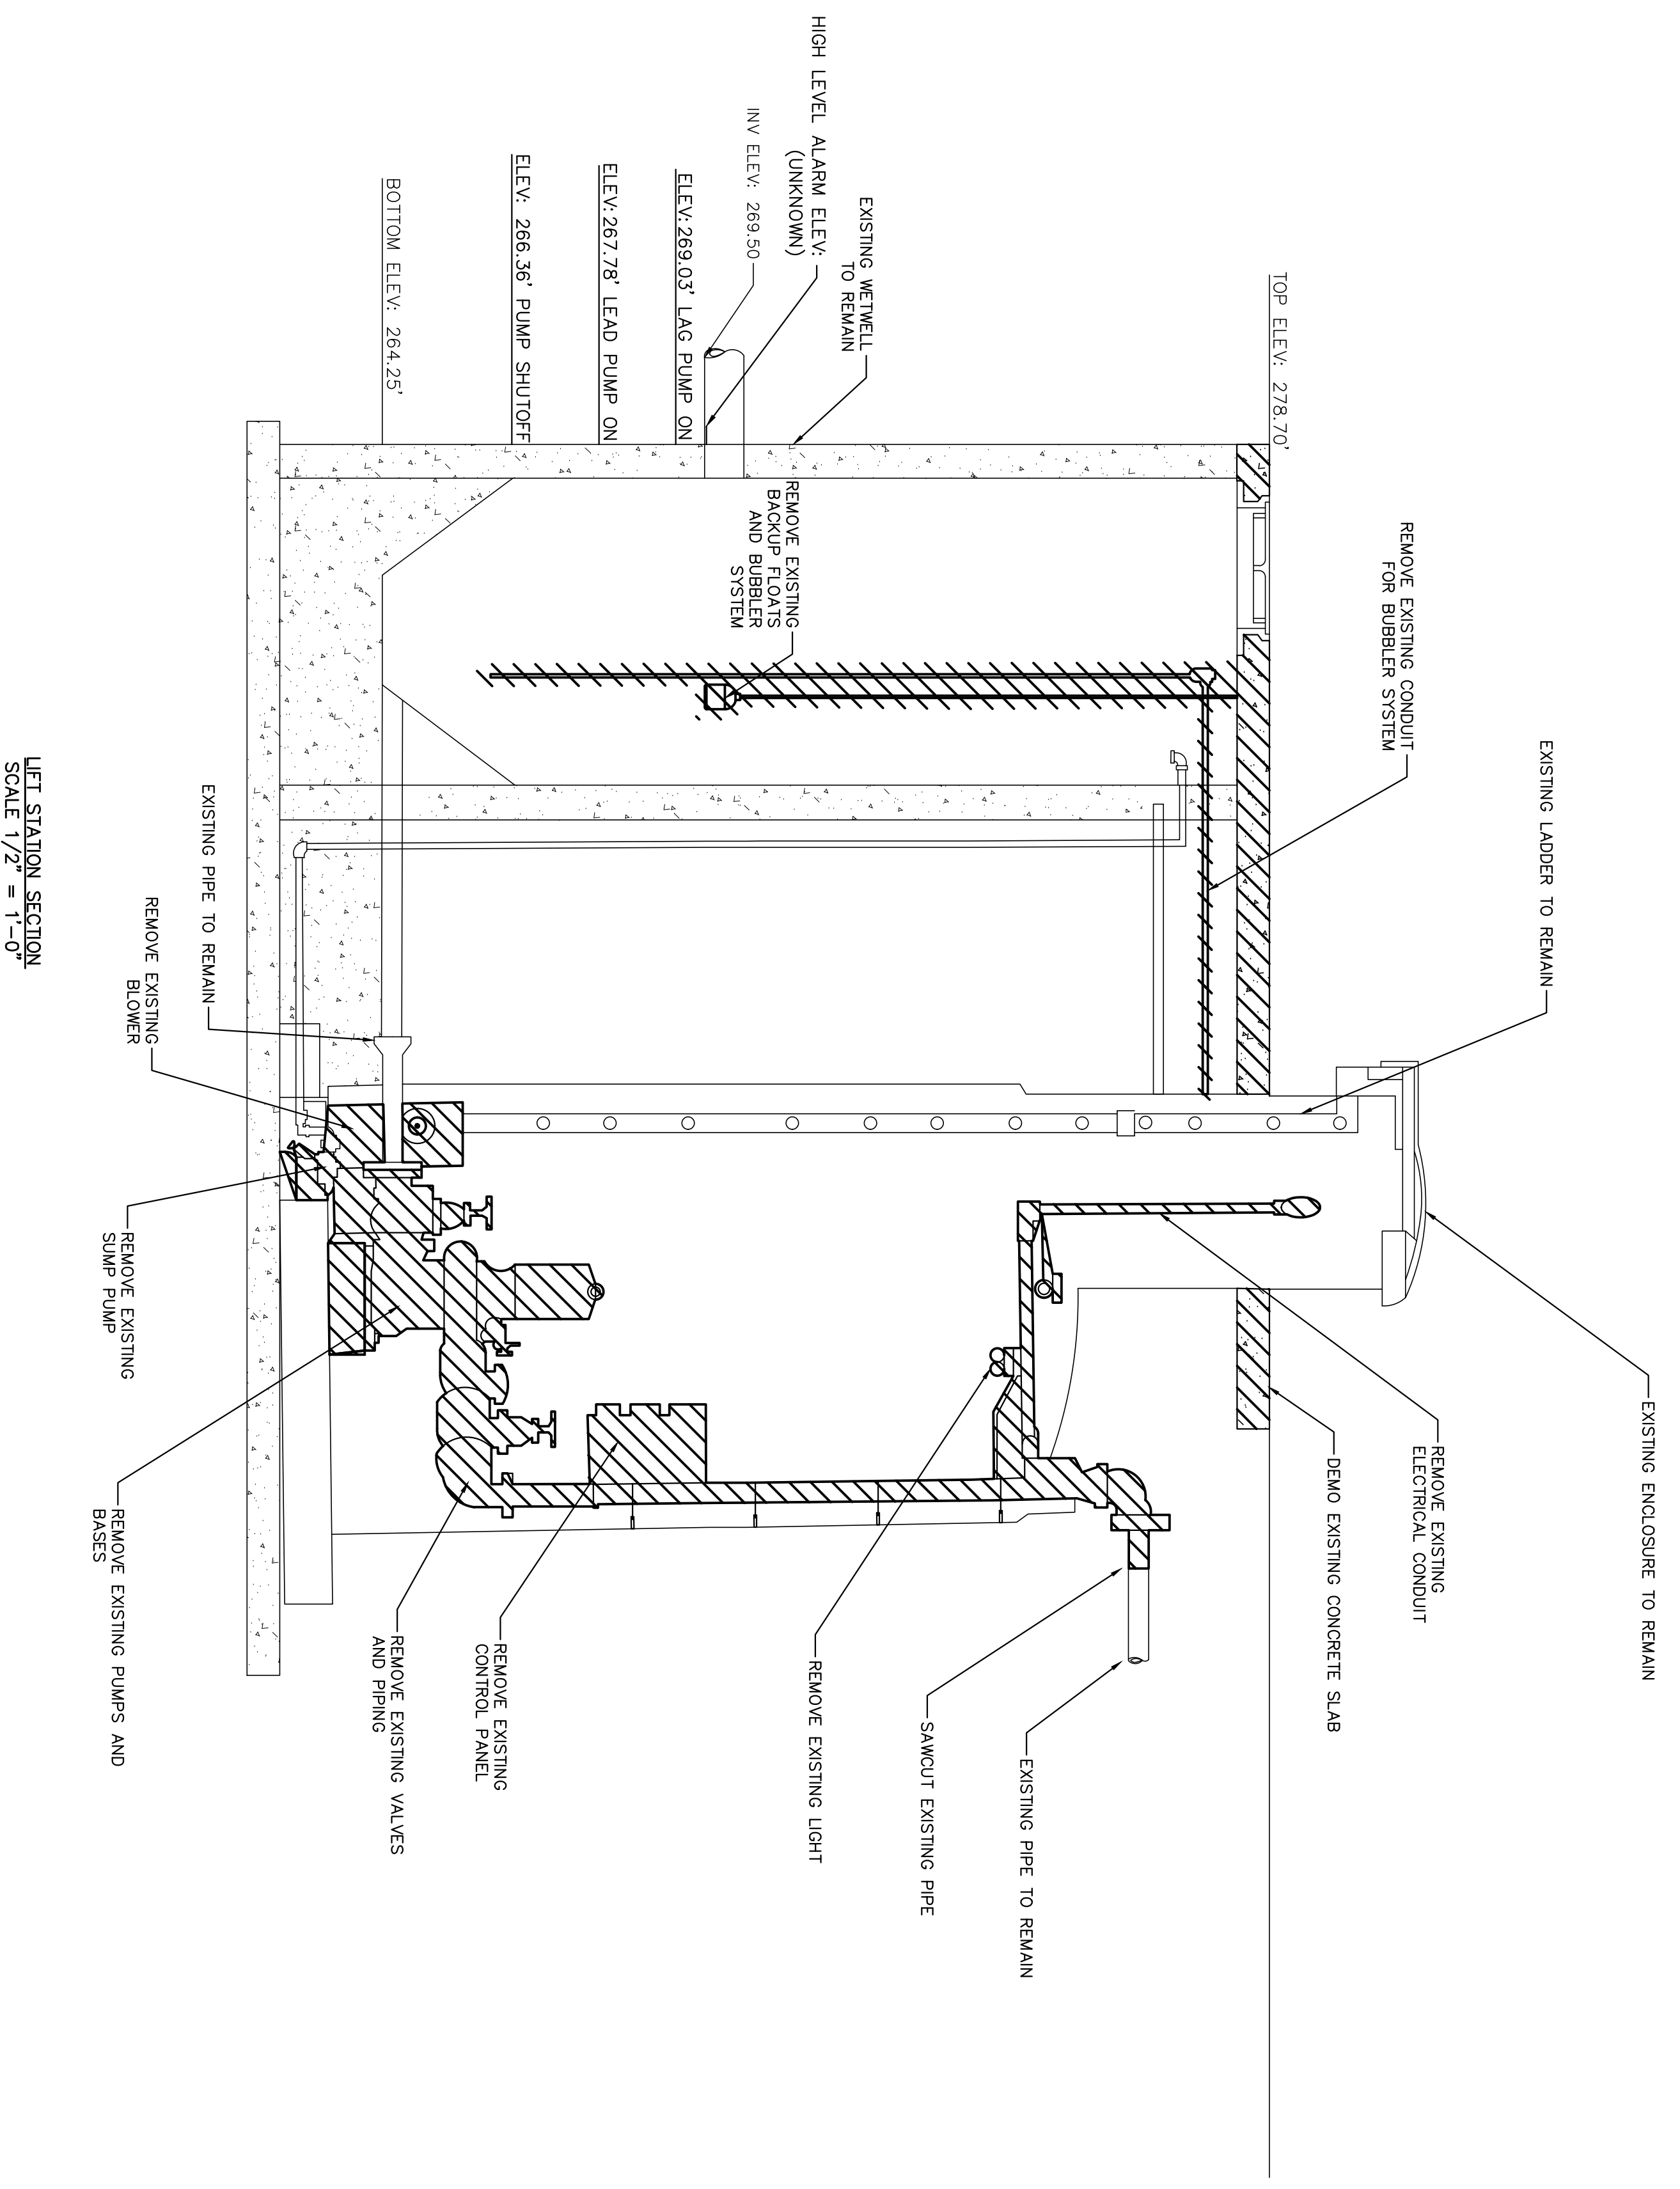 EXISTING ENCLOSURE TO REMAIN
EXISTING LADDER TO REMAIN
REMOVE EXISTING
ELECTRICAL CONDUIT
REMOVE EXISTING CONDUIT
FOR BUBBLER SYSTEM
DEMO EXISTING CONCRETE SLAB
TOP ELEV: 278.70'
EXISTING PIPE TO REMAIN
SAWCUT EXISTING PIPE
EXISTING WETWELL
TO REMAIN
HIGH LEVEL ALARM ELEV:
(UNKNOWN)
REMOVE EXISTING LIGHT
REMOVE EXISTING
BACKUP FLOATS
AND BUBBLER
SYSTEM
INV ELEV: 269.50
ELEV: 269.03' LAG PUMP ON
ELEV: 267.78' LEAD PUMP ON
ELEV: 266.36' PUMP SHUTOFF
REMOVE EXISTING
CONTROL PANEL
BOTTOM ELEV: 264.25'
REMOVE EXISTING VALVES
AND PIPING
EXISTING PIPE TO REMAIN
REMOVE EXISTING
BLOWER
REMOVE EXISTING
SUMP PUMP
REMOVE EXISTING PUMPS AND
BASES
LIFT STATION SECTION
SCALE 1/2" = 1'-0"